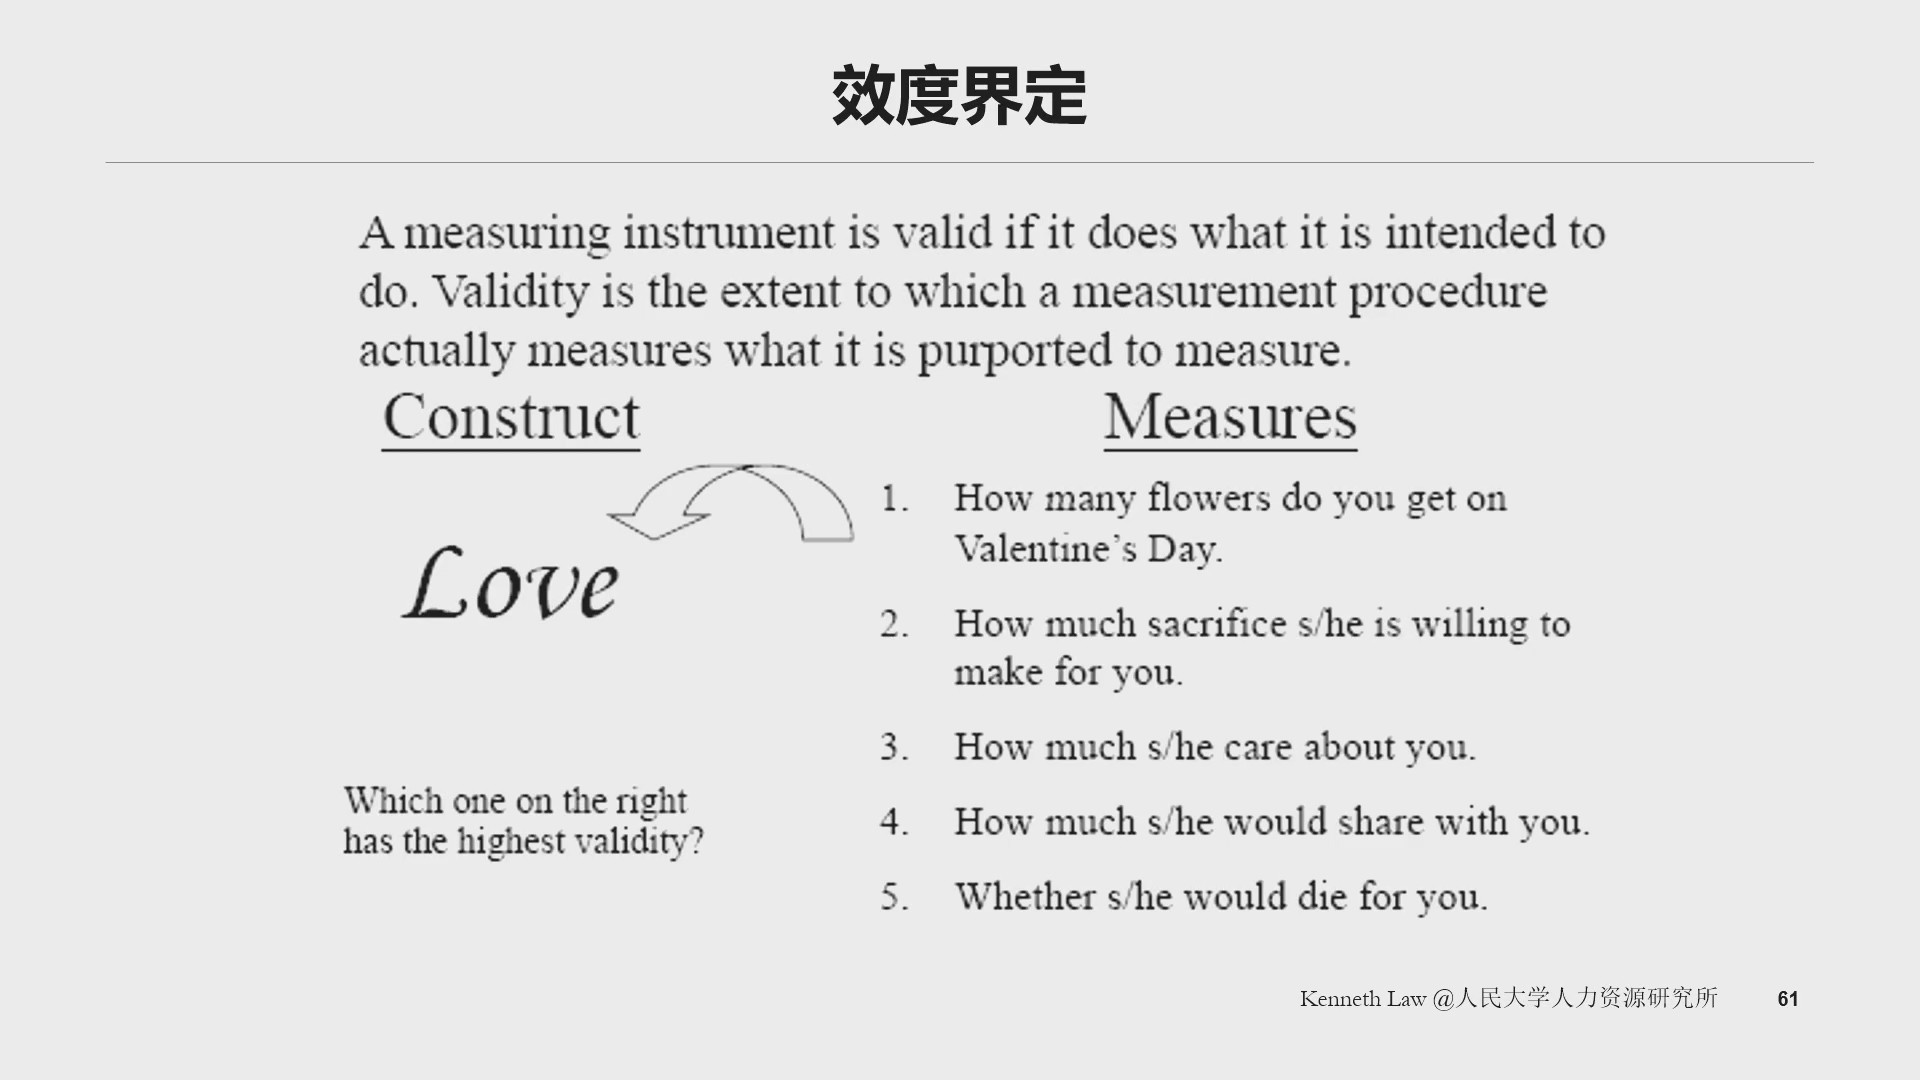 效度界定
A measuring instrument is valid if it does what it is intended to
do. Validity is the extent to which a measurement procedure
actually measures what it is purported to measure.
Construct
Measures
Love
1. How many flowers do you get on
Valentine's Day.
2. How much sacrifice s/he is willing to
make for you.
3. How much s/he care about you.
4. How much s/he would share with you.
5. Whether s/he would die for you.
Which one on the right
has the highest validity?
Kenneth Law @人民大学人力资源研究所
61